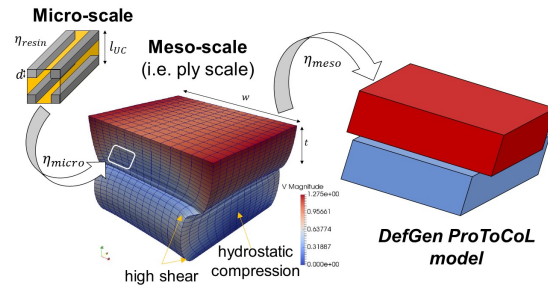 Micro-scale
η_resin
l_UC
d
Meso-scale
(i.e. ply scale)
η_meso
w
t
η_micro
V Magnitude
1.275e+00
0.95661
0.63774
0.31887
0.000e+00
high shear
hydrostatic
compression
DefGen ProToCoL
model